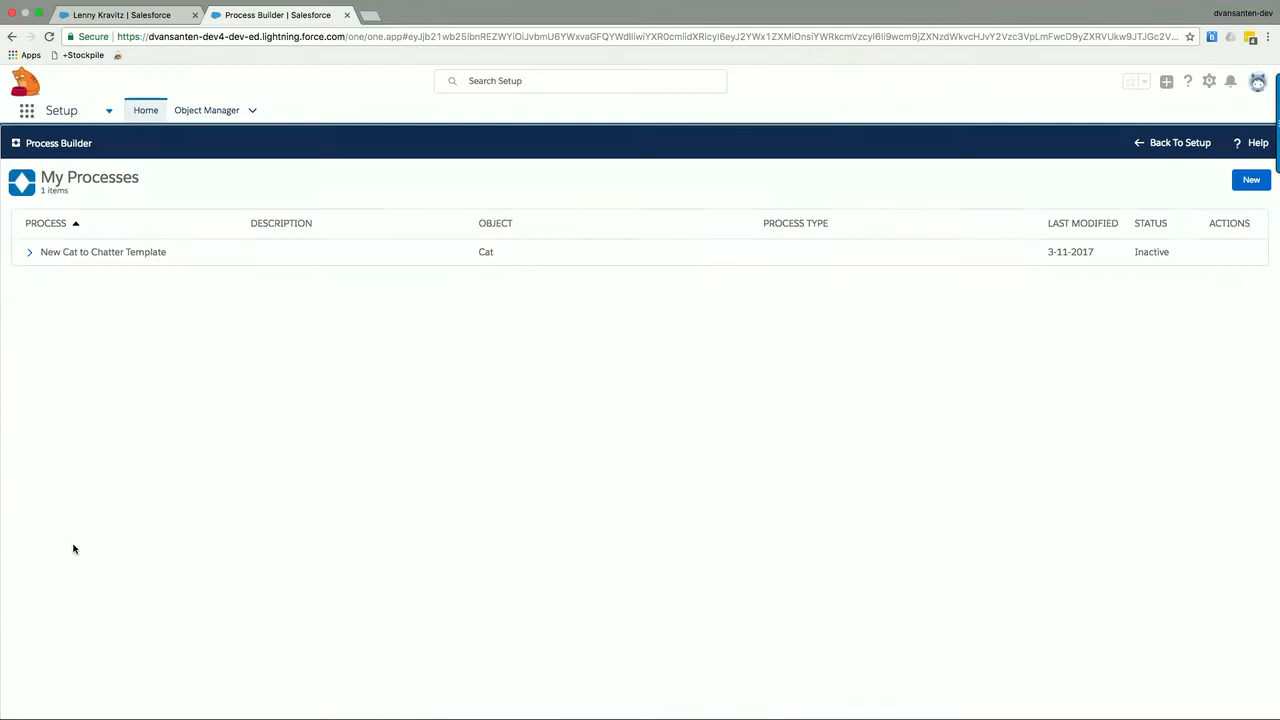 Lenny Kravitz | Salesforce
Process Builder | Salesforce
dvansanten-dev
Secure
Apps
+Stockpile
Search Setup
Setup
Home
Object Manager
Process Builder
Back To Setup
? Help
My Processes
1 items
New
PROCESS DESCRIPTION OBJECT PROCESS TYPE LAST MODIFIED STATUS ACTIONS
New Cat to Chatter Template Cat 3-11-2017 Inactive